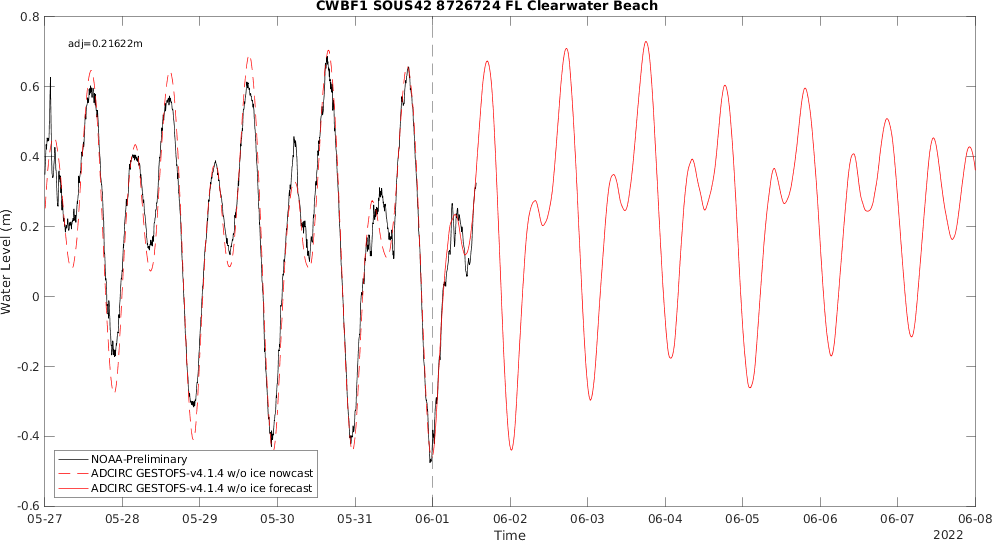 CWBF1 SOUS42 8726724 FL Clearwater Beach
adj=0.21622m
Water Level (m)
0.8
0.6
0.4
0.2
0
-0.2
-0.4
-0.6
NOAA-Preliminary
ADCIRC GESTOFS-v4.1.4 w/o ice nowcast
ADCIRC GESTOFS-v4.1.4 w/o ice forecast
05-27 05-28 05-29 05-30 05-31 06-01 06-02 06-03 06-04 06-05 06-06 06-07 06-08
Time
2022